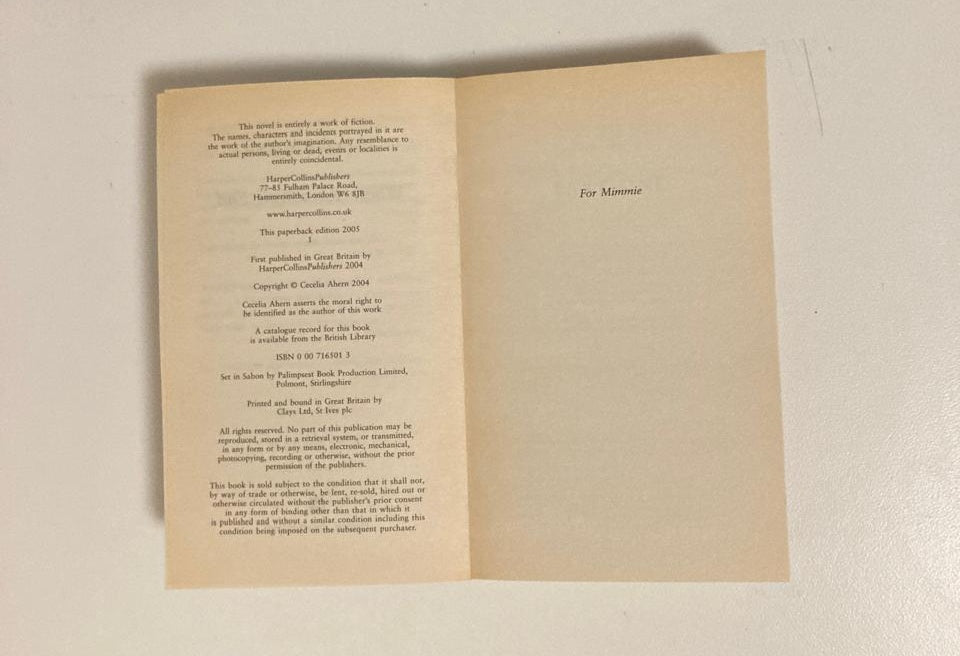 This novel is entirely a work of fiction.
The names, characters and incidents portrayed in it are
the work of the author's imagination. Any resemblance to
actual persons, living or dead, events or localities is
entirely coincidental.
HarperCollinsPublishers
77–85 Fulham Palace Road,
Hammersmith, London W6 8JB
www.harpercollins.co.uk
This paperback edition 2005
1
First published in Great Britain by
HarperCollinsPublishers 2004
Copyright © Cecelia Ahern 2004
Cecelia Ahern asserts the moral right to
be identified as the author of this work
A catalogue record for this book
is available from the British Library
ISBN 0 00 716501 3
Set in Sabon by Palimpsest Book Production Limited,
Polmont, Stirlingshire
Printed and bound in Great Britain by
Clays Ltd, St Ives plc
All rights reserved. No part of this publication may be
reproduced, stored in a retrieval system, or transmitted,
in any form or by any means, electronic, mechanical,
photocopying, recording or otherwise, without the prior
permission of the publishers.
This book is sold subject to the condition that it shall not,
by way of trade or otherwise, be lent, re-sold, hired out or
otherwise circulated without the publisher's prior consent
in any form of binding other than that in which it
is published and without a similar condition including this
condition being imposed on the subsequent purchaser.
For Mimmie